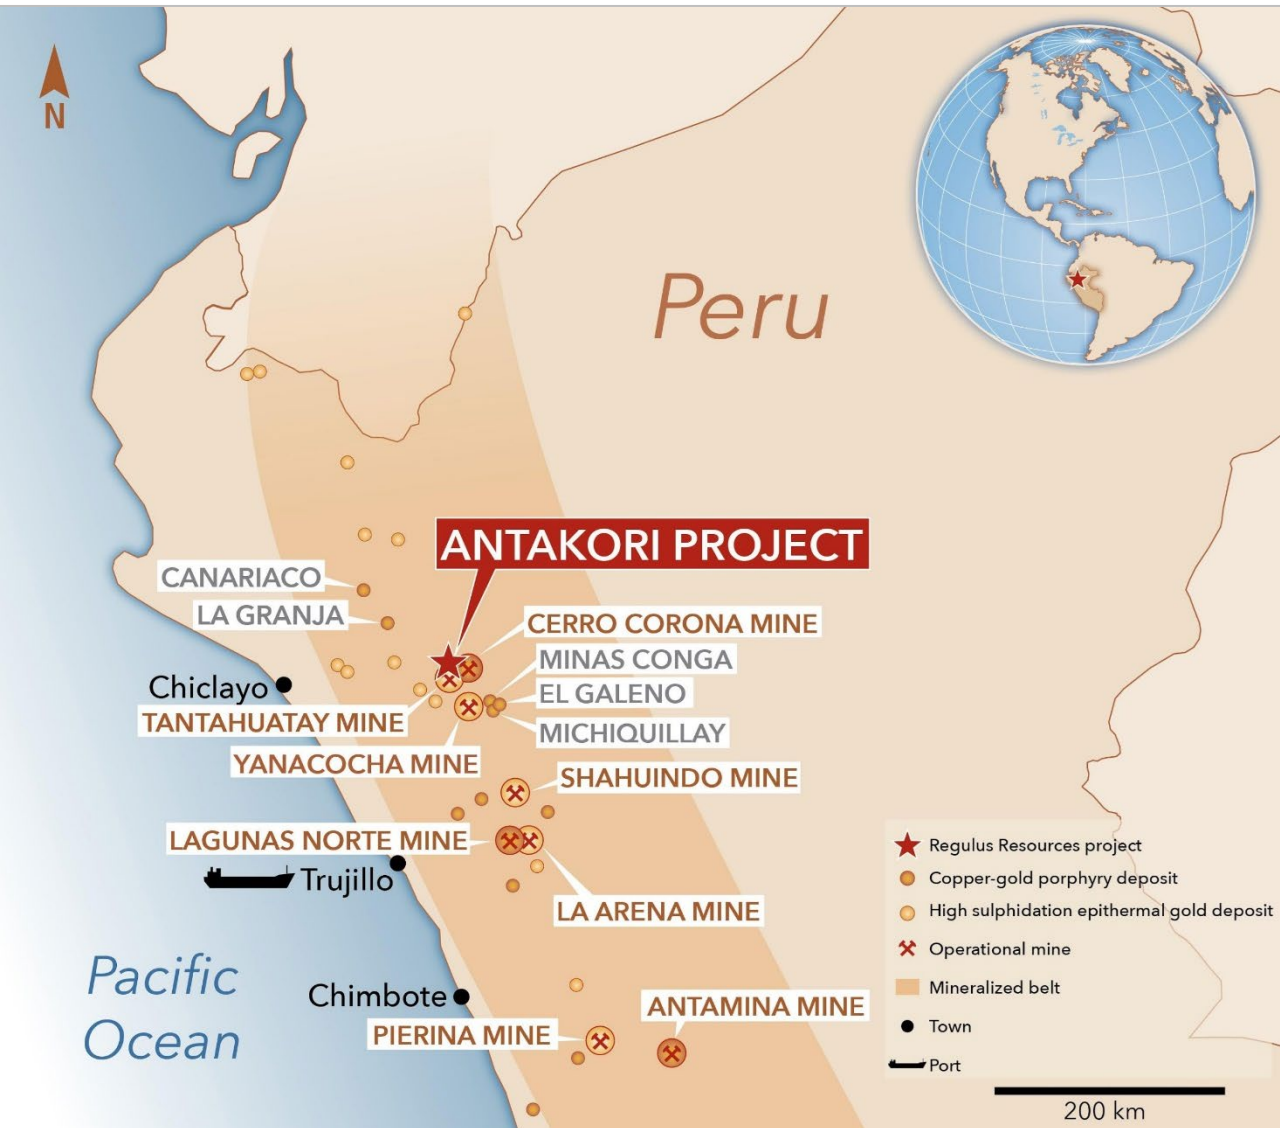 N
Peru
ANTAKORI PROJECT
CANARIACO
LA GRANJA
CERRO CORONA MINE
MINAS CONGA
EL GALENO
MICHIQUILLAY
Chiclayo
TANTAHUATAY MINE
YANACOCHA MINE
SHAHUINDO MINE
LAGUNAS NORTE MINE
Trujillo
LA ARENA MINE
Pacific
Ocean
Chimbote
PIERINA MINE
ANTAMINA MINE
Regulus Resources project
Copper-gold porphyry deposit
High sulphidation epithermal gold deposit
Operational mine
Mineralized belt
Town
Port
200 km